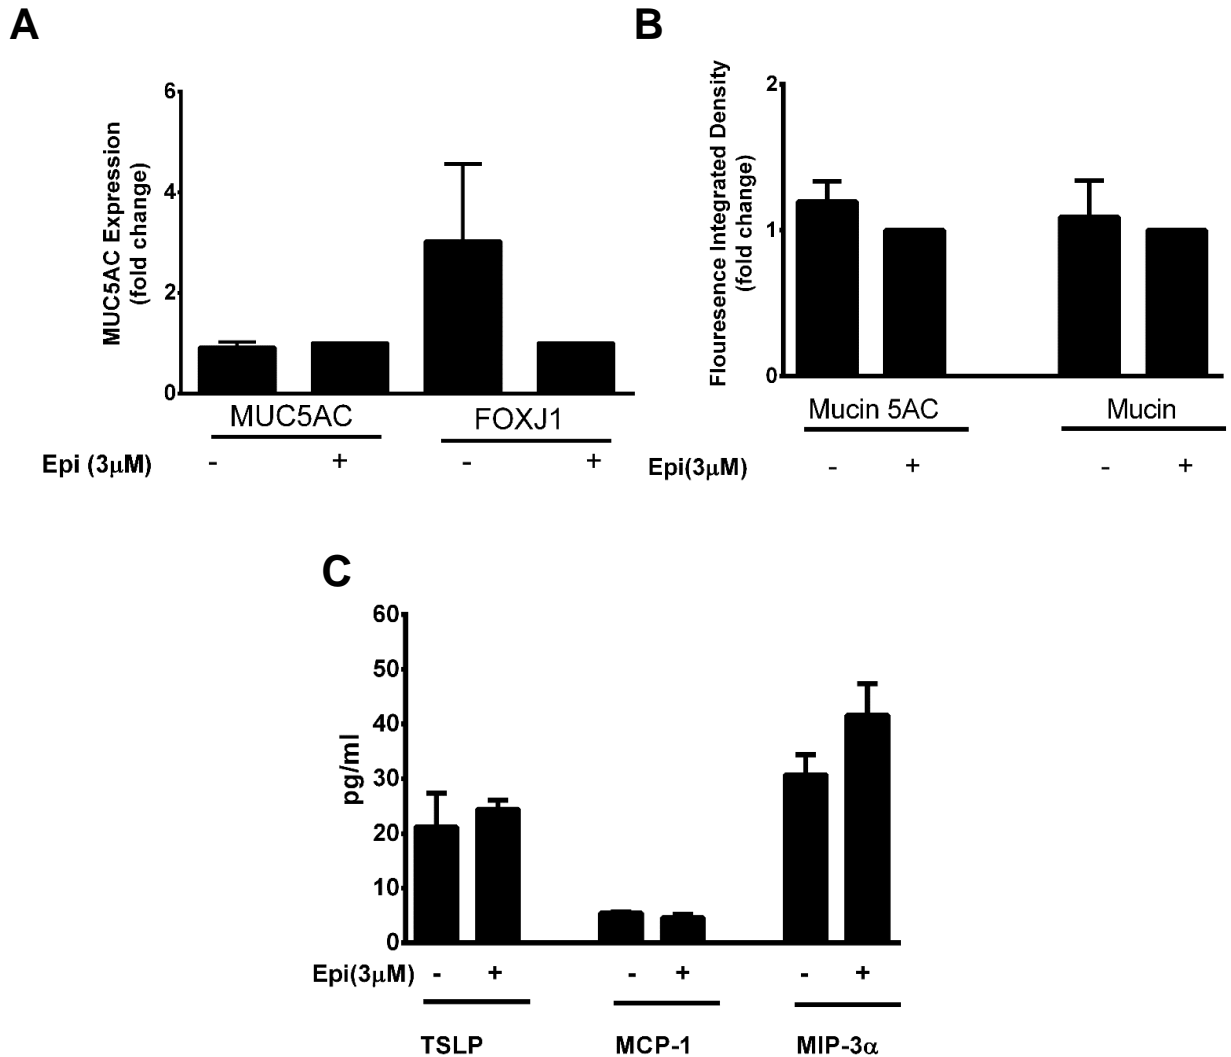 A
MUC5AC Expression
(fold change)
6
4
2
0
MUC5AC
FOXJ1
Epi (3μM)
-
+
-
+
B
Flouresence Integrated Density
(fold change)
2
1
0
Mucin 5AC
Mucin
Epi(3μM)
-
+
-
+
C
pg/ml
60
50
40
30
20
10
0
Epi(3μM)
-
+
-
+
-
+
TSLP
MCP-1
MIP-3α